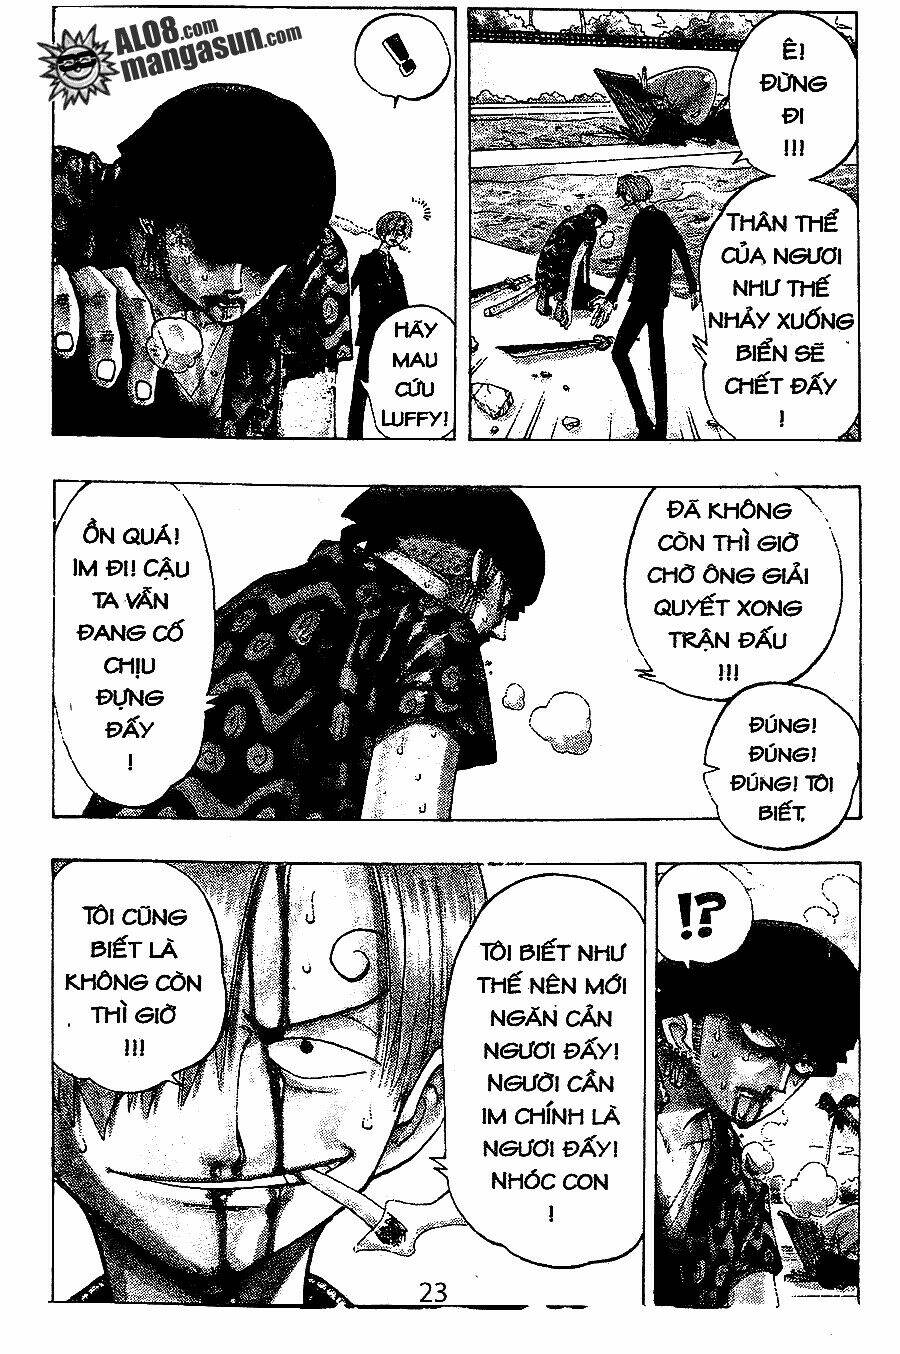 AL08.com
mangasun.com
Ê!
ĐỪNG
ĐI
!!!
THÂN THỂ
CỦA NGƯƠI
NHƯ THẾ
NHẢY XUỐNG
BIỂN SẼ
CHẾT ĐẤY
!
!
HÃY
MAU
CỨU
LUFFY!
ĐÃ KHÔNG
CÒN THÌ GIỜ
CHỜ ÔNG GIẢI
QUYẾT XONG
TRẬN ĐẤU
!!!
ĐÚNG!
ĐÚNG!
ĐÚNG! TÔI
BIẾT.
ỒN QUÁ!
IM ĐI! CẬU
TA VẪN
ĐANG CỐ
CHỊU
ĐỰNG
ĐẤY
!
!?
TÔI BIẾT NHƯ
THẾ NÊN MỚI
NGĂN CẢN
NGƯƠI ĐẤY!
NGƯỜI CẦN
IM CHÍNH LÀ
NGƯƠI ĐẤY!
NHÓC CON
!
TÔI CŨNG
BIẾT LÀ
KHÔNG CÒN
THÌ GIỜ
!!!
23